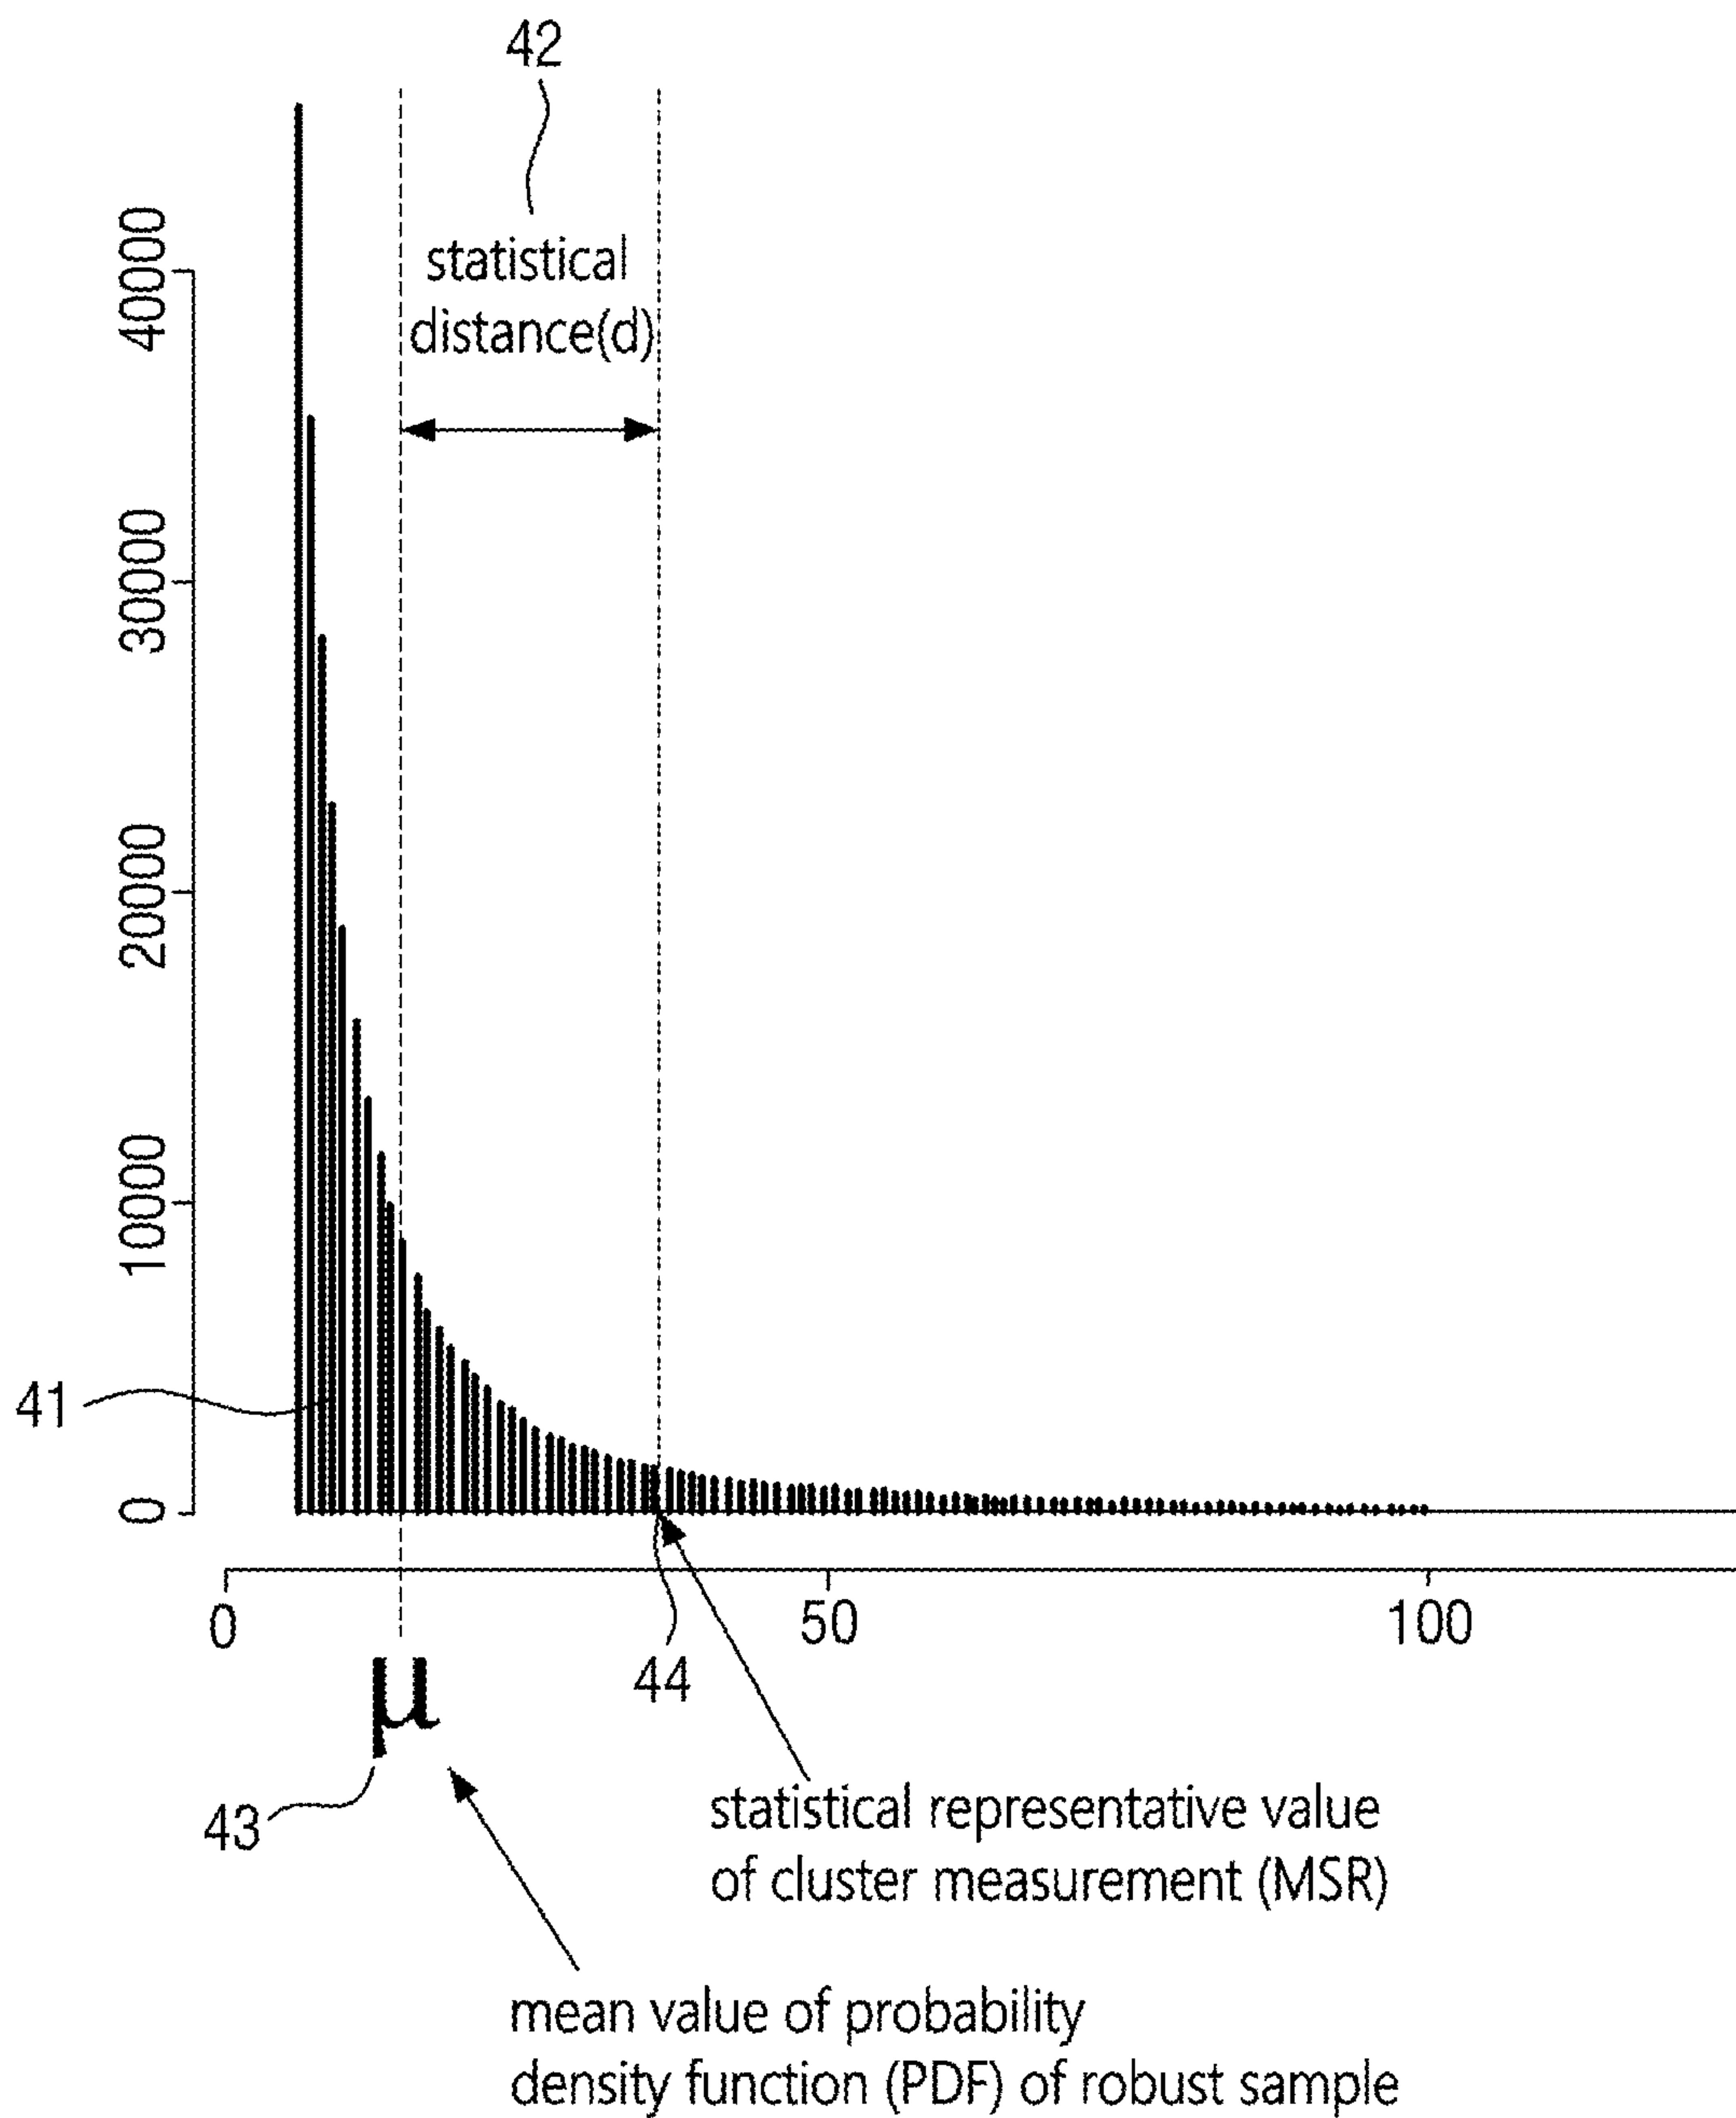 42
statistical
distance(d)
40000
30000
20000
10000
0
41
0
50
100
μ
44
43
statistical representative value
of cluster measurement (MSR)
mean value of probability
density function (PDF) of robust sample